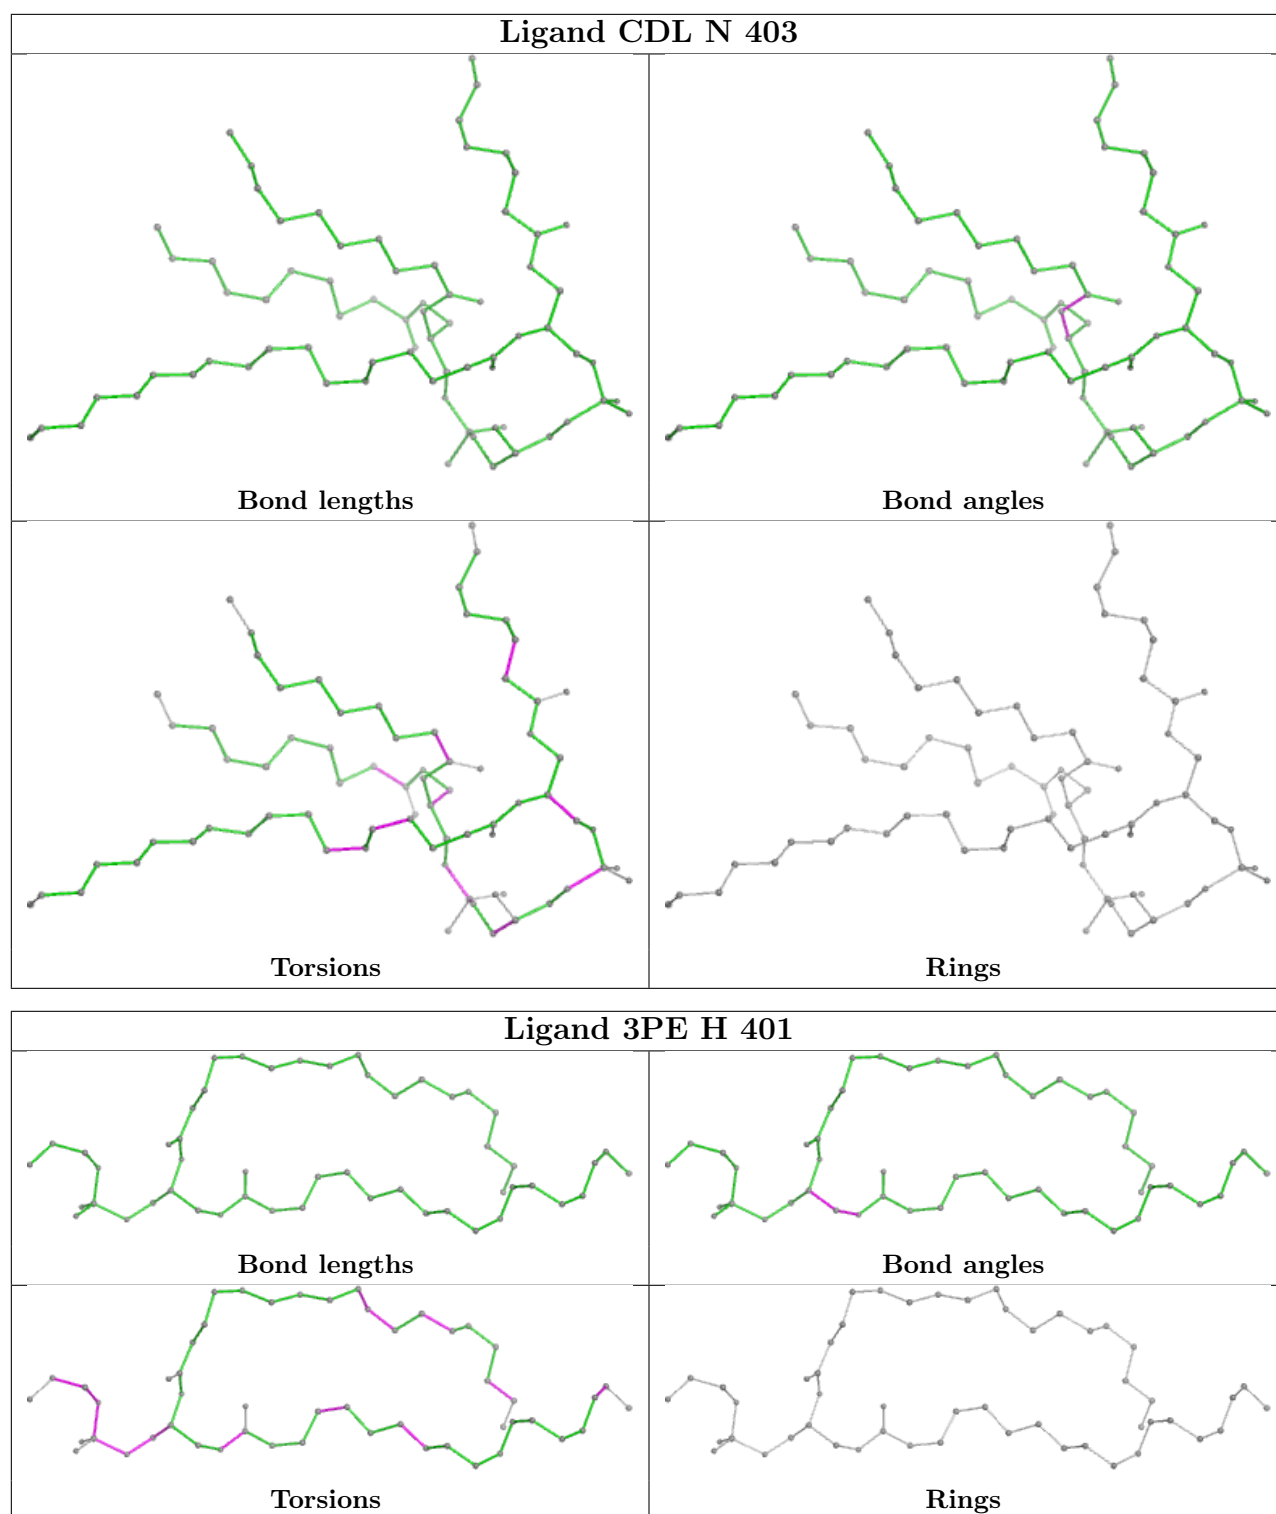 Ligand CDL N 403
Bond lengths
Bond angles
Torsions
Rings
Ligand 3PE H 401
Bond lengths
Bond angles
Torsions
Rings